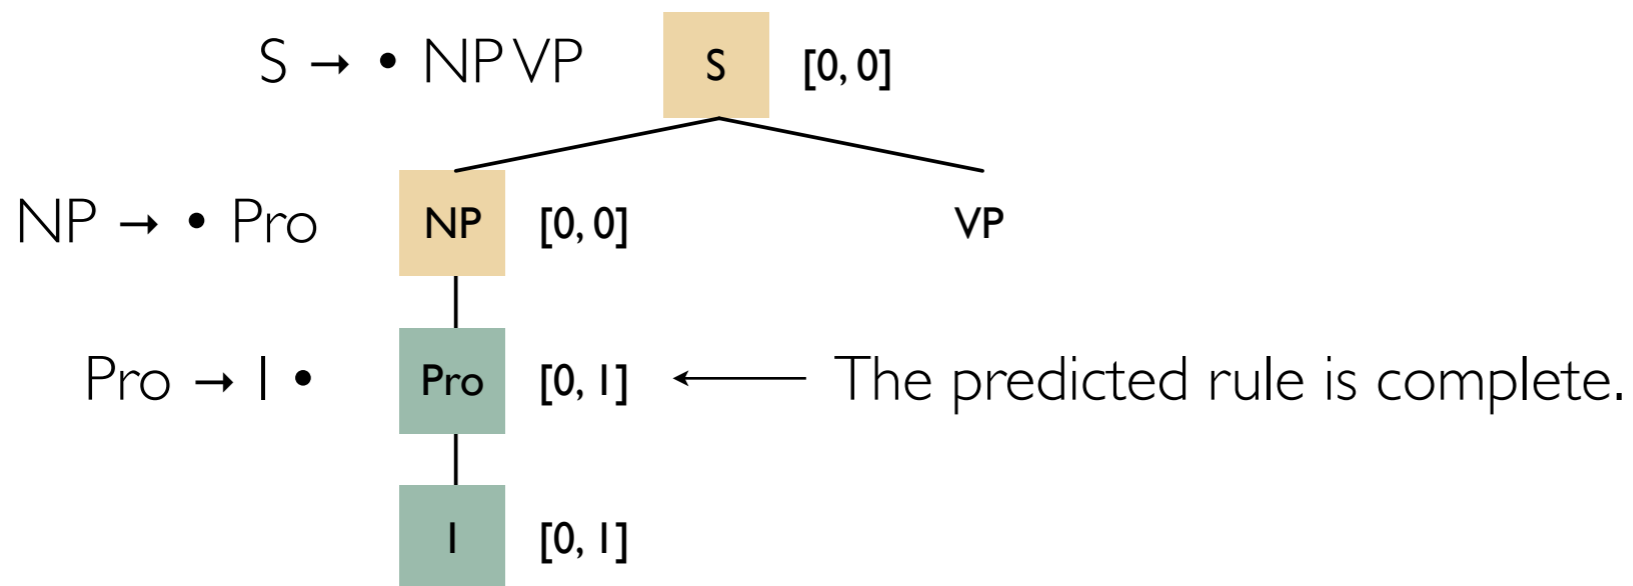 S → • NP VP S [0, 0]
NP → • Pro NP [0, 0] VP
Pro → I • Pro [0, 1] ← The predicted rule is complete.
I [0, 1]